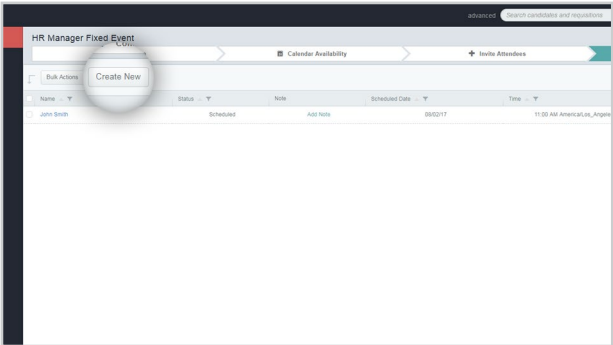 advanced Search candidates and requisitions
HR Manager Fixed Event
Calendar Availability
Invite Attendees
Bulk Actions Create New
Name Status Note Scheduled Date Time
John Smith Scheduled Add Note 06/02/17 11:00 AM America/Los_Angele